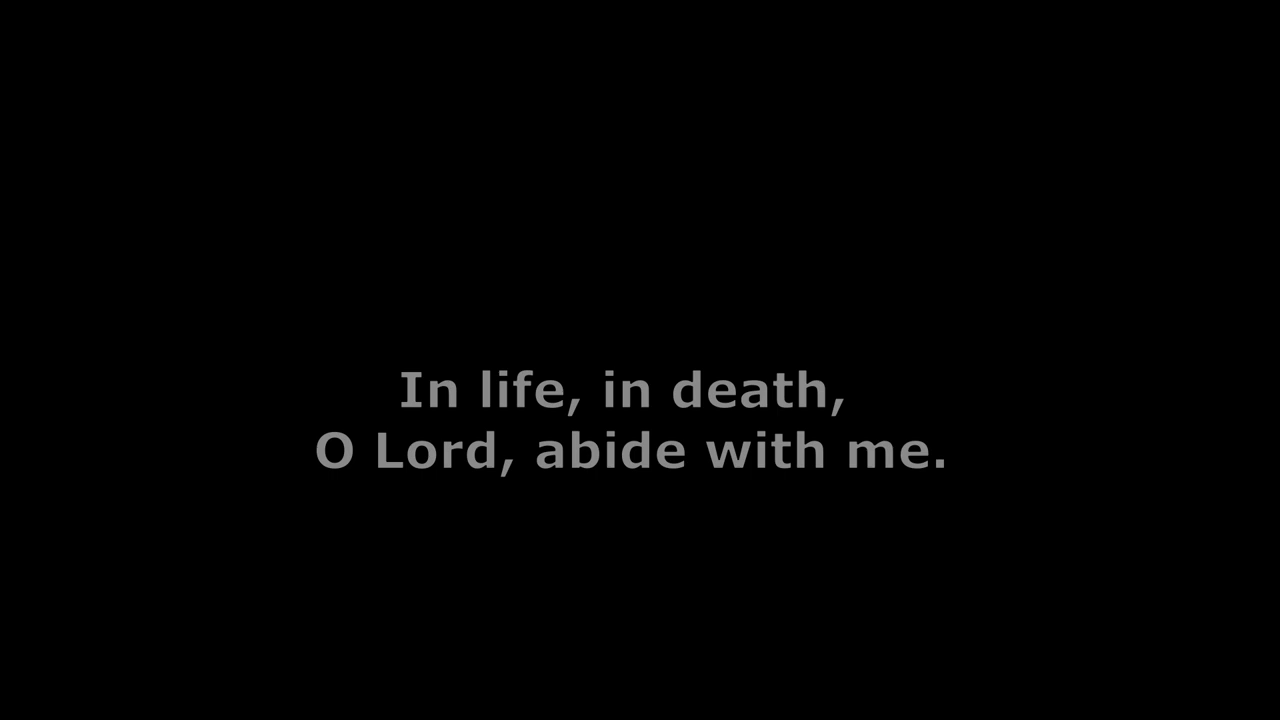 In life, in death,
O Lord, abide with me.